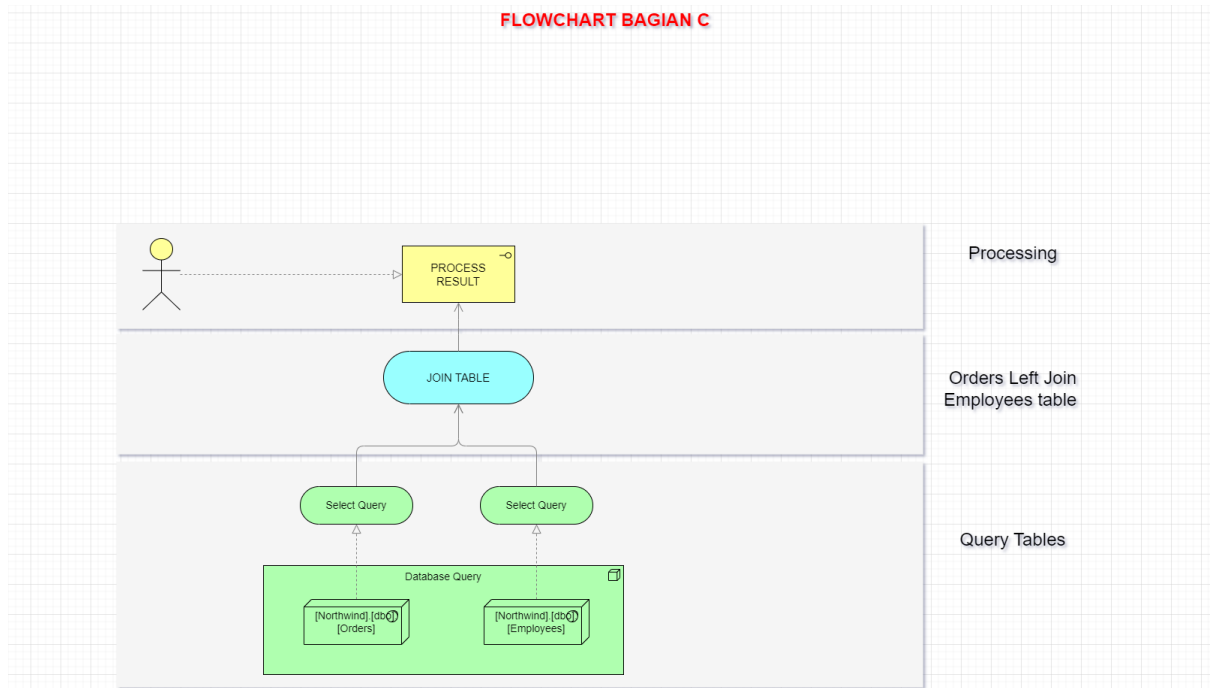 FLOWCHART BAGIAN C
Processing
PROCESS
RESULT
JOIN TABLE
Orders Left Join
Employees table
Select Query
Select Query
Query Tables
Database Query
[Northwind].[dbo]
[Orders]
[Northwind].[dbo]
[Employees]